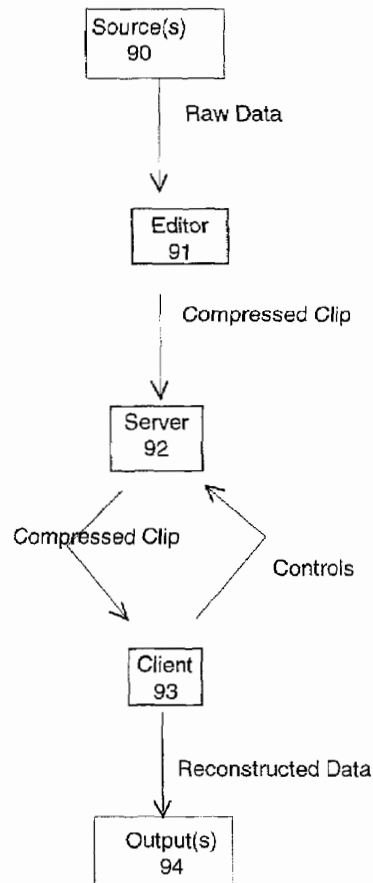 Source(s)
90
Raw Data
Editor
91
Compressed Clip
Server
92
Compressed Clip
Controls
Client
93
Reconstructed Data
Output(s)
94